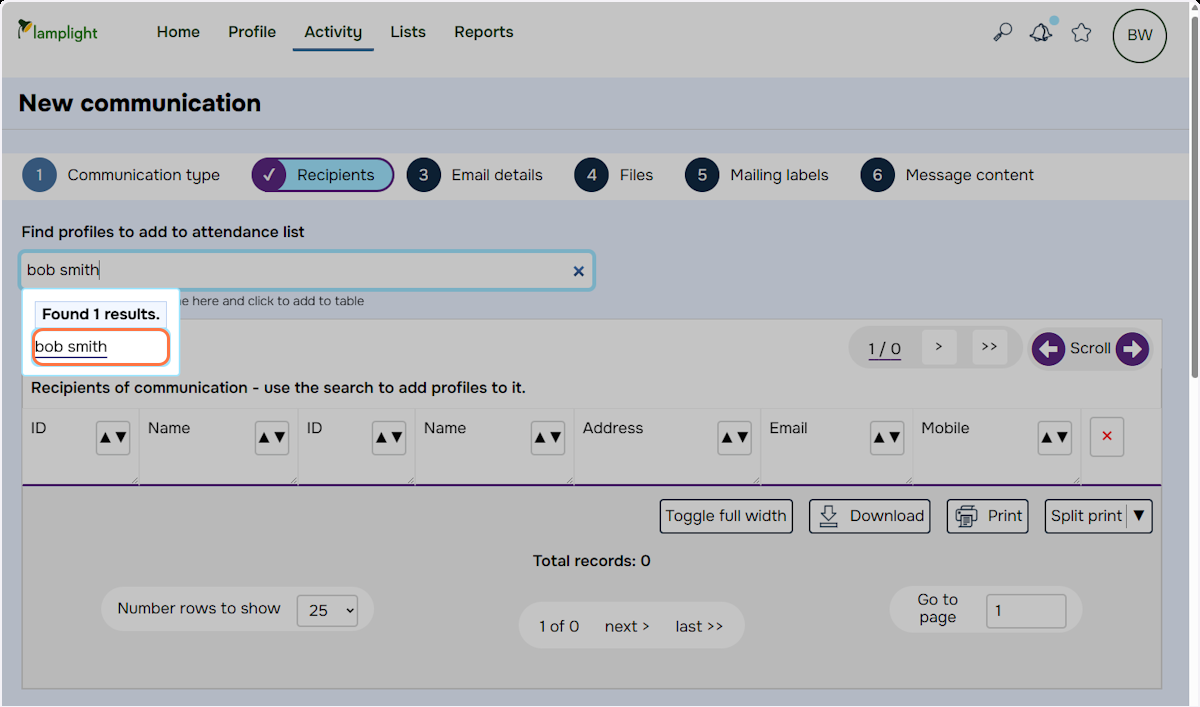 lamplight
Home Profile Activity Lists Reports
BW
New communication
1 Communication type Recipients 3 Email details 4 Files 5 Mailing labels 6 Message content
Find profiles to add to attendance list
bob smith
here and click to add to table
Found 1 results.
bob smith
1 / 0 > >> Scroll
Recipients of communication - use the search to add profiles to it.
ID Name ID Name Address Email Mobile
Toggle full width Download Print Split print
Total records: 0
Number rows to show 25
1 of 0 next > last >>
Go to
page 1